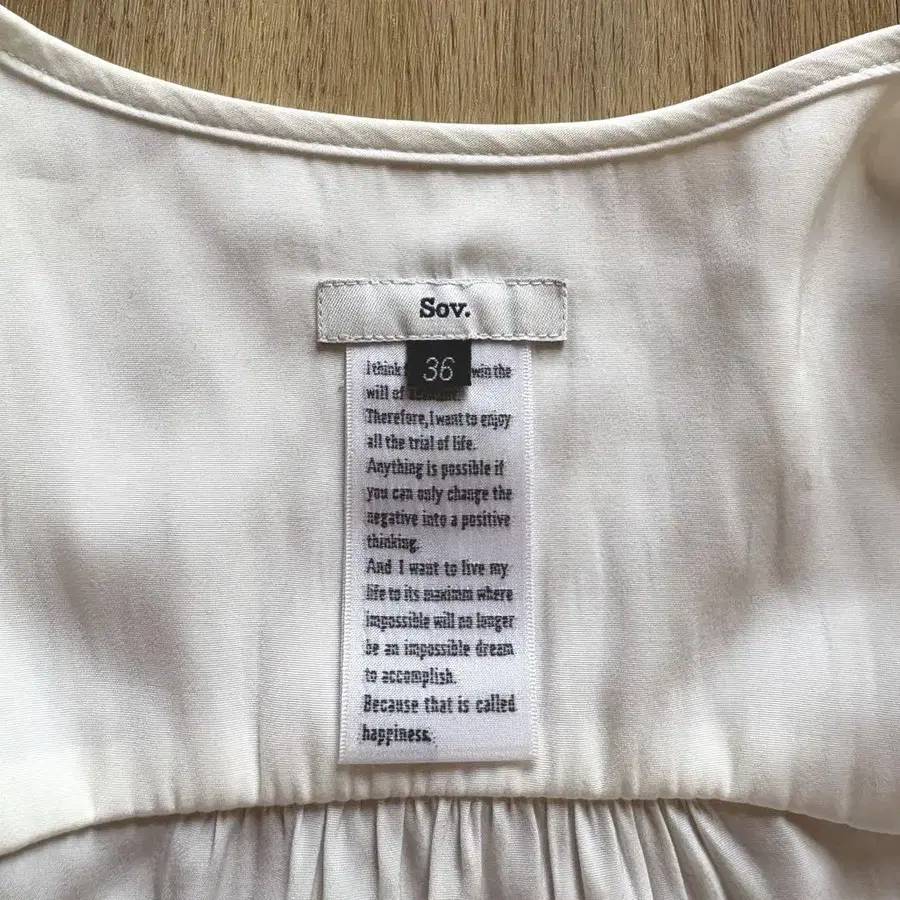 Sov.
36
I think win the
will of
Therefore, I want to enjoy
all the trial of life.
Anything is possible if
you can only change the
negative into a positive
thinking.
And I want to live my
life to its maximm where
impossible will no longer
be an impossible dream
to accomplish.
Because that is called
happiness.